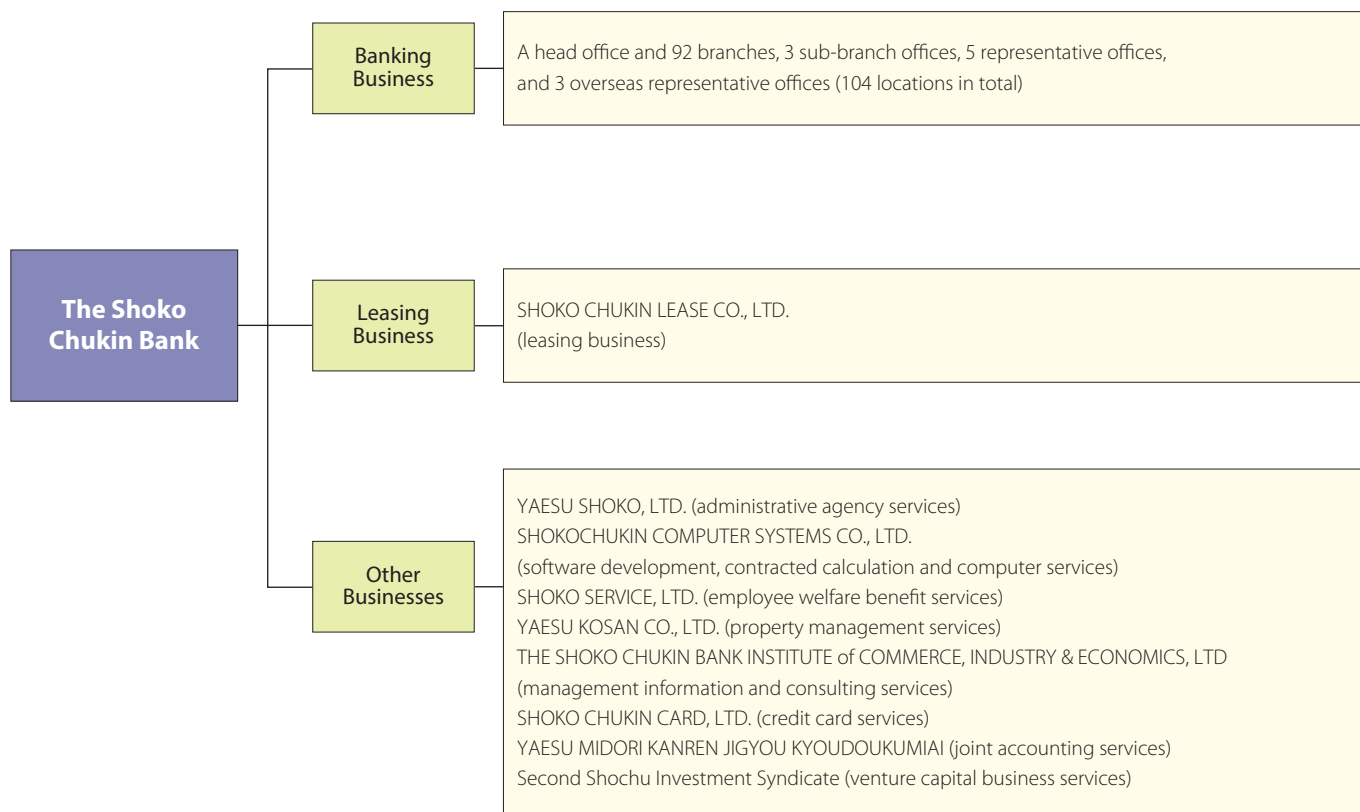 The Shoko
Chukin Bank
Banking
Business
A head office and 92 branches, 3 sub-branch offices, 5 representative offices,
and 3 overseas representative offices (104 locations in total)
Leasing
Business
SHOKO CHUKIN LEASE CO., LTD.
(leasing business)
Other
Businesses
YAESU SHOKO, LTD. (administrative agency services)
SHOKOCHUKIN COMPUTER SYSTEMS CO., LTD.
(software development, contracted calculation and computer services)
SHOKO SERVICE, LTD. (employee welfare benefit services)
YAESU KOSAN CO., LTD. (property management services)
THE SHOKO CHUKIN BANK INSTITUTE of COMMERCE, INDUSTRY & ECONOMICS, LTD
(management information and consulting services)
SHOKO CHUKIN CARD, LTD. (credit card services)
YAESU MIDORI KANREN JIGYOU KYOUDOUKUMIAI (joint accounting services)
Second Shochu Investment Syndicate (venture capital business services)